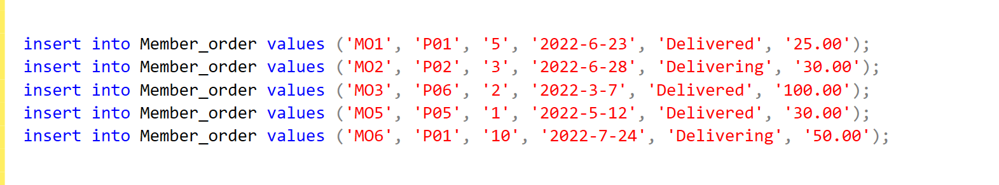 insert into Member_order values ('MO1', 'P01', '5', '2022-6-23', 'Delivered', '25.00');
insert into Member_order values ('MO2', 'P02', '3', '2022-6-28', 'Delivering', '30.00');
insert into Member_order values ('MO3', 'P06', '2', '2022-3-7', 'Delivered', '100.00');
insert into Member_order values ('MO5', 'P05', '1', '2022-5-12', 'Delivered', '30.00');
insert into Member_order values ('MO6', 'P01', '10', '2022-7-24', 'Delivering', '50.00');